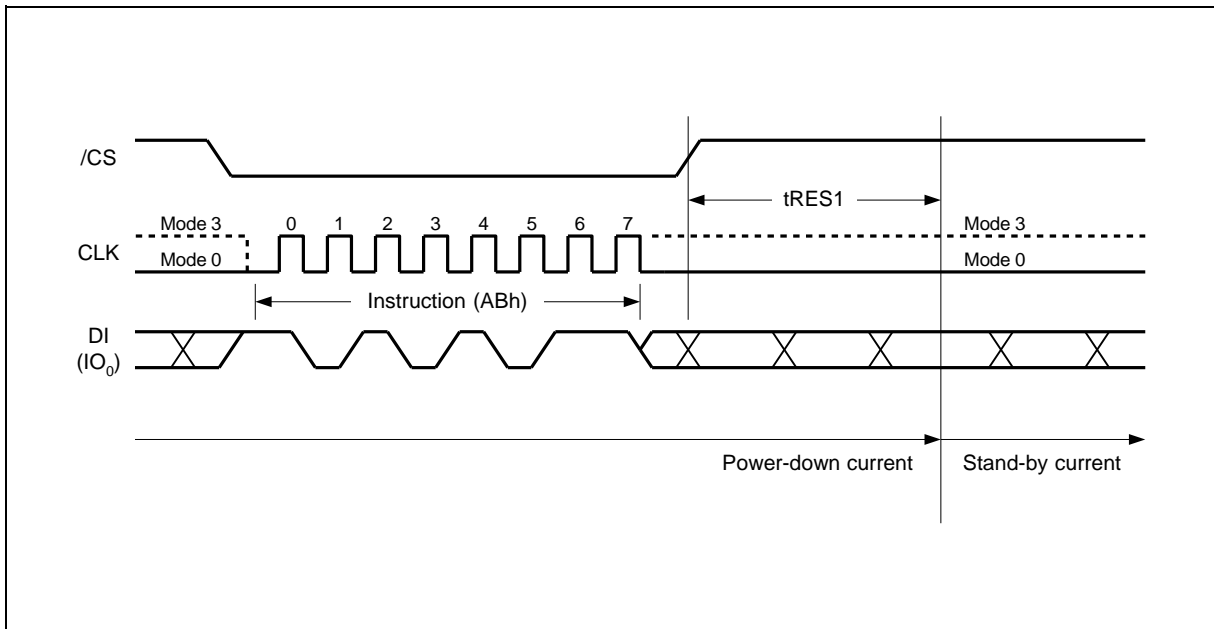 /CS
tRES1
Mode 3
0 1 2 3 4 5 6 7
Mode 3
CLK
Mode 0
Mode 0
Instruction (ABh)
DI
(IO₀)
Power-down current
Stand-by current